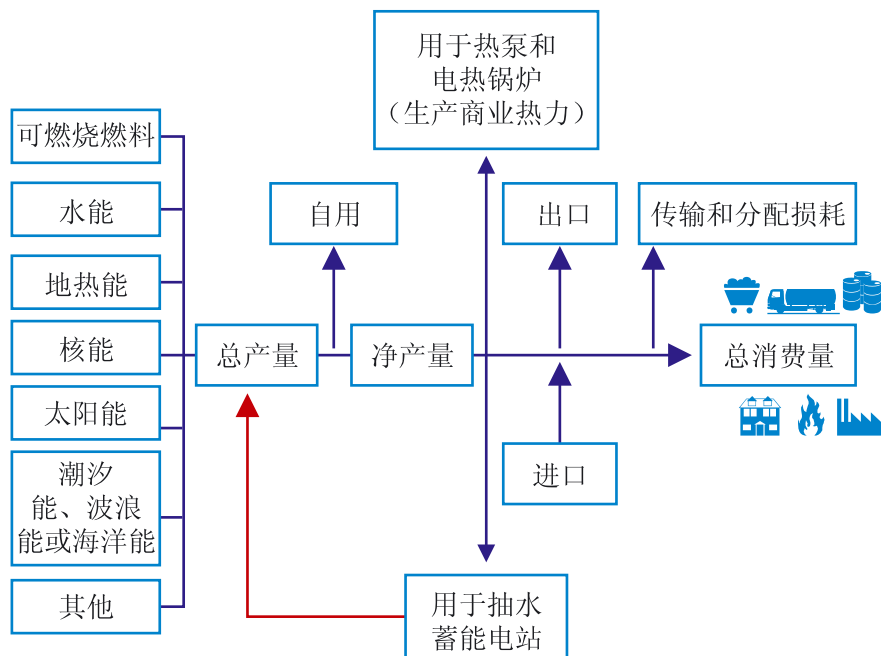 用于热泵和
电热锅炉
（生产商业热力）
可燃烧燃料
水能
自用
出口
传输和分配损耗
地热能
核能
总产量
净产量
总消费量
太阳能
潮汐
能、波浪
能或海洋能
进口
其他
用于抽水
蓄能电站